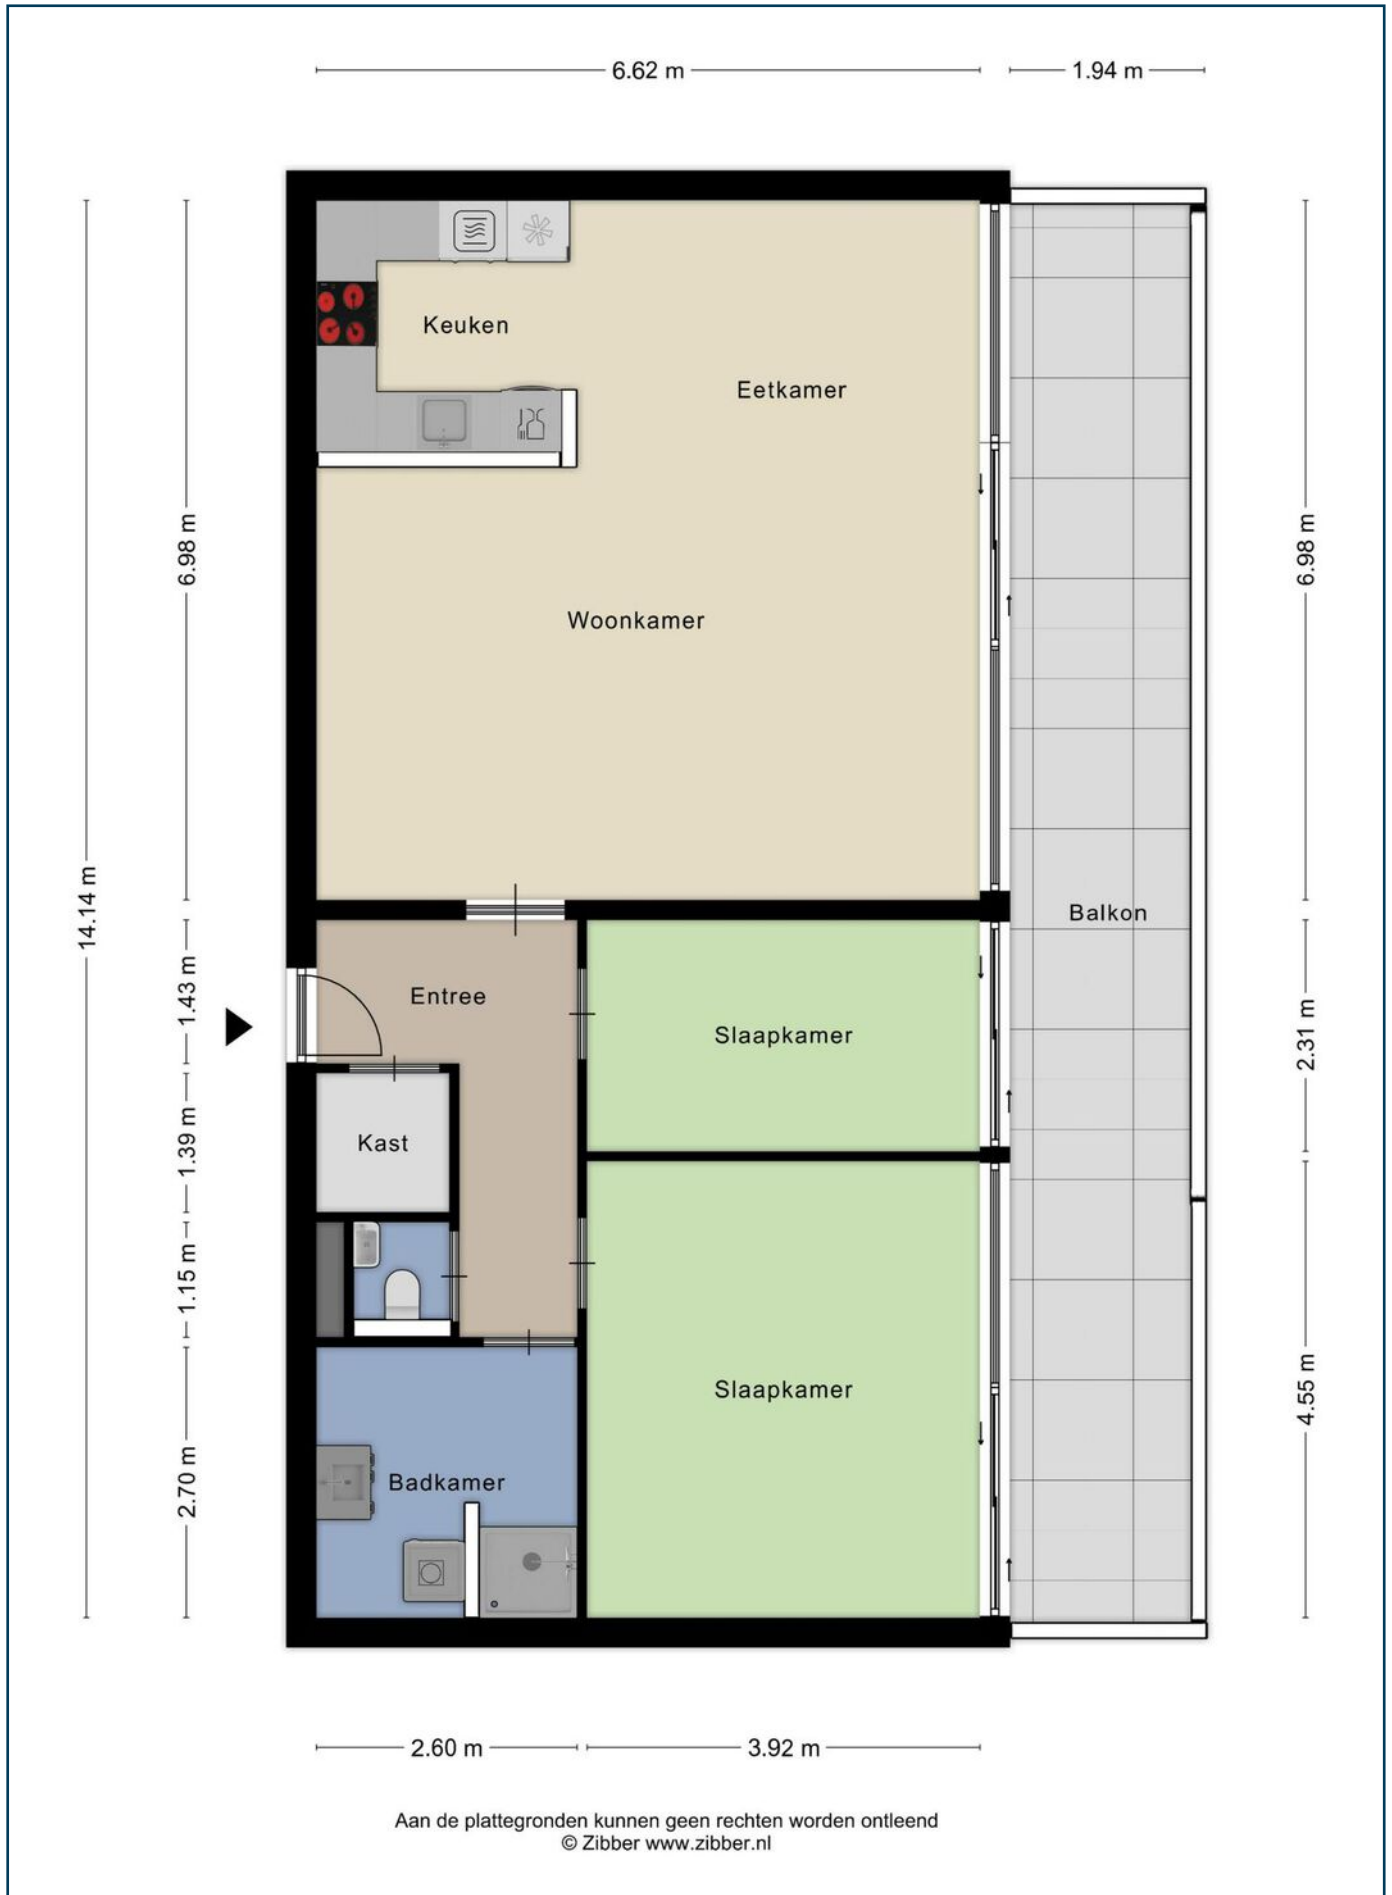 6.62 m
1.94 m
Keuken
Eetkamer
6.98 m
6.98 m
Woonkamer
14.14 m
Balkon
1.43 m
Entree
Slaapkamer
2.31 m
1.39 m
Kast
1.15 m
Slaapkamer
4.55 m
2.70 m
Badkamer
2.60 m
3.92 m
Aan de plattegronden kunnen geen rechten worden ontleend
© Zibber www.zibber.nl